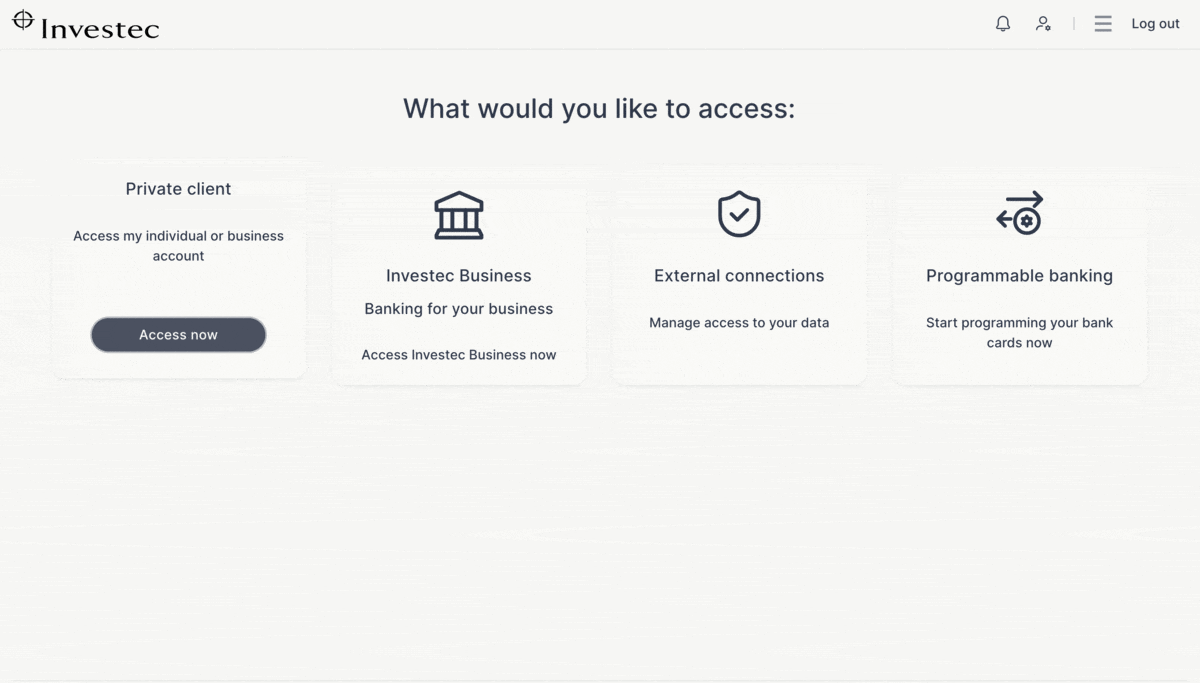 Investec
Log out
What would you like to access:
Private client
Access my individual or business
account
Access now
Investec Business
Banking for your business
Access Investec Business now
External connections
Manage access to your data
Programmable banking
Start programming your bank
cards now